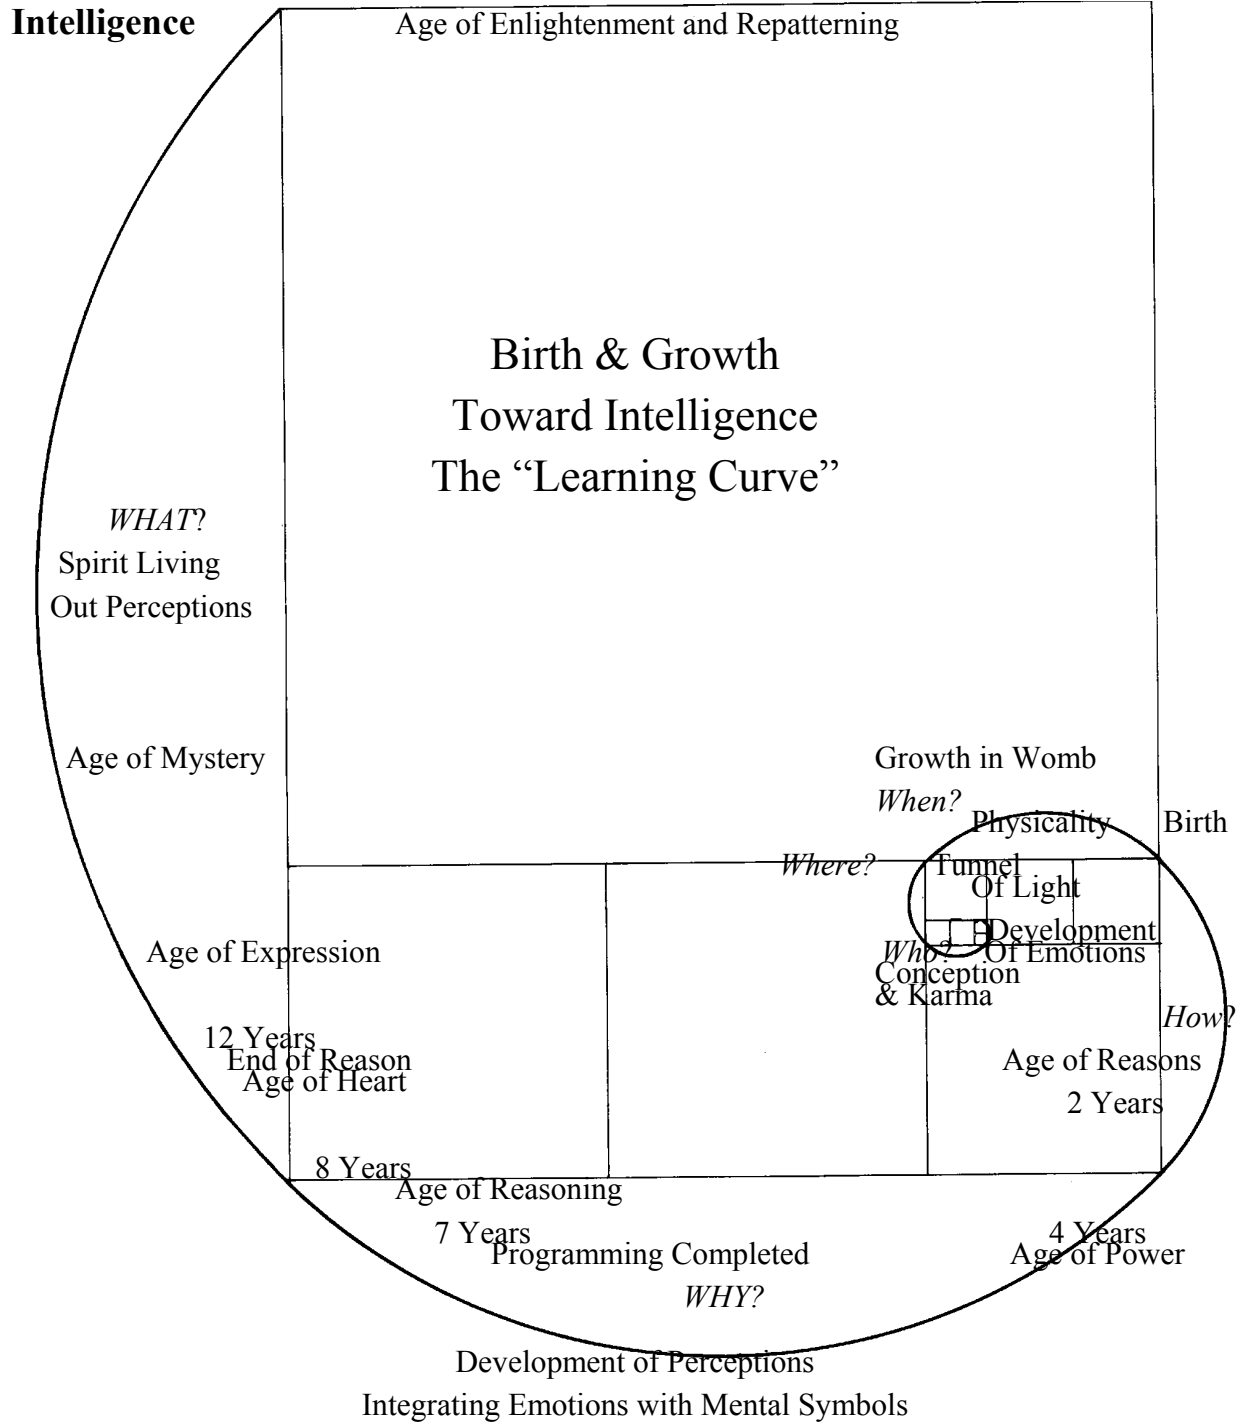 Intelligence
Age of Enlightenment and Repatterning
Birth & Growth
Toward Intelligence
The “Learning Curve”
WHAT?
Spirit Living
Out Perceptions
Age of Mystery
Growth in Womb
When?
Physicality
Birth
Where?
Tunnel
Of Light
Development
Of Emotions
Who?
Conception
& Karma
Age of Expression
How?
12 Years
End of Reason
Age of Heart
Age of Reasons
2 Years
8 Years
Age of Reasoning
7 Years
Programming Completed
4 Years
Age of Power
WHY?
Development of Perceptions
Integrating Emotions with Mental Symbols